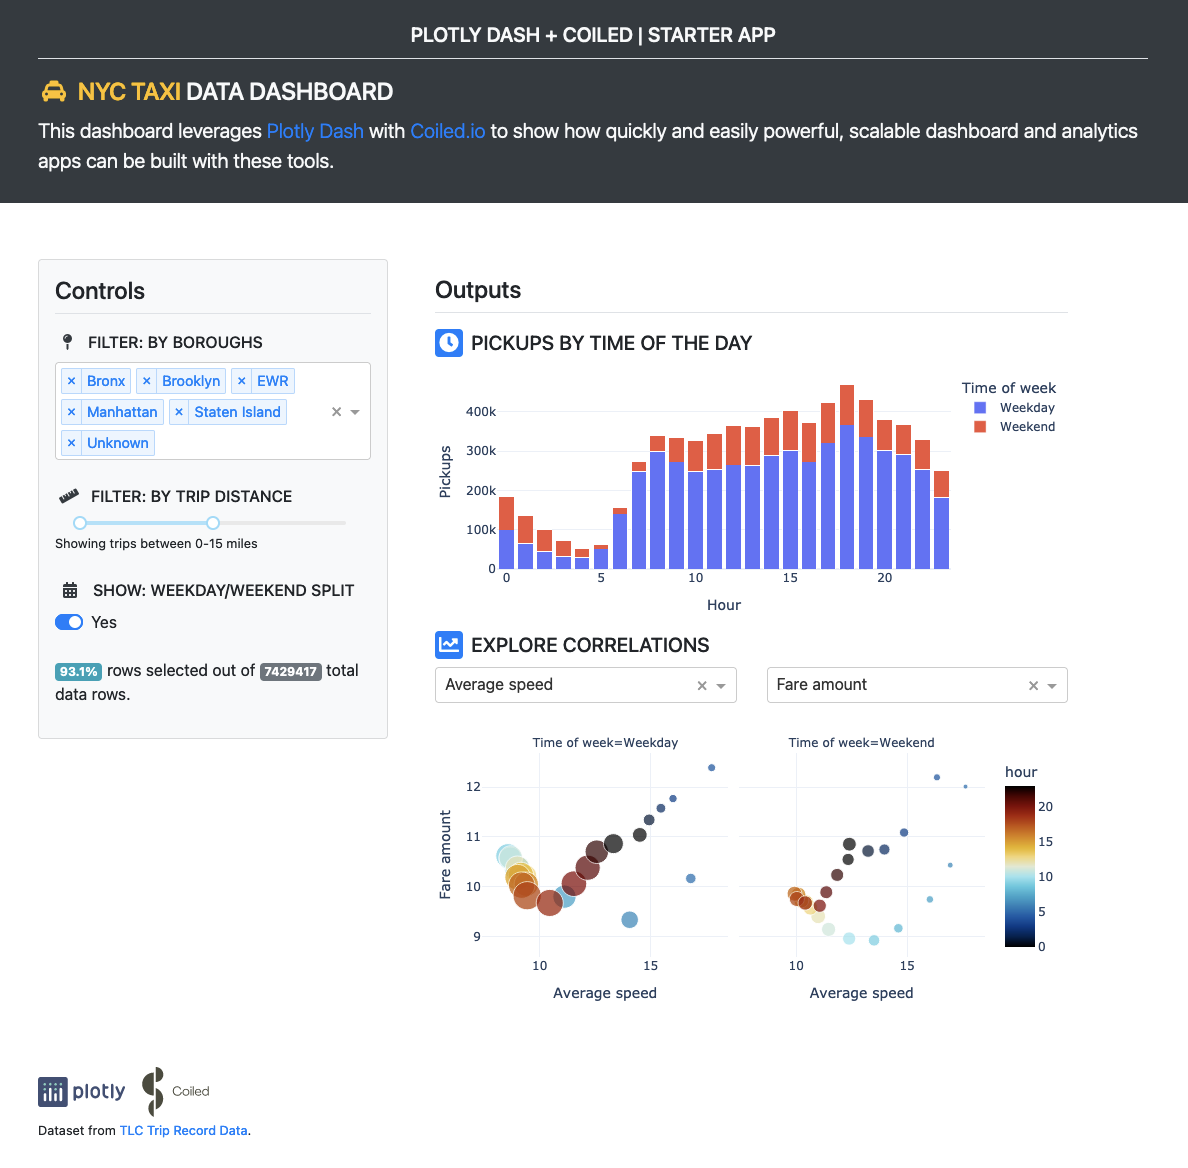 PLOTLY DASH + COILED | STARTER APP
NYC TAXI DATA DASHBOARD
This dashboard leverages Plotly Dash with Coiled.io to show how quickly and easily powerful, scalable dashboard and analytics
apps can be built with these tools.
Controls
FILTER: BY BOROUGHS
× Bronx × Brooklyn × EWR
× Manhattan × Staten Island × 
× Unknown
FILTER: BY TRIP DISTANCE
Showing trips between 0-15 miles
SHOW: WEEKDAY/WEEKEND SPLIT
Yes
93.1% rows selected out of 7429417 total
data rows.
Outputs
PICKUPS BY TIME OF THE DAY
Time of week
Weekday
Weekend
400k
300k
200k
100k
0
Pickups
0 5 10 15 20
Hour
EXPLORE CORRELATIONS
Average speed ×
Fare amount ×
Time of week=Weekday
Time of week=Weekend
12
11
10
9
Fare amount
10 15
Average speed
10 15
Average speed
hour
20
15
10
5
0
plotly
Coiled
Dataset from TLC Trip Record Data.